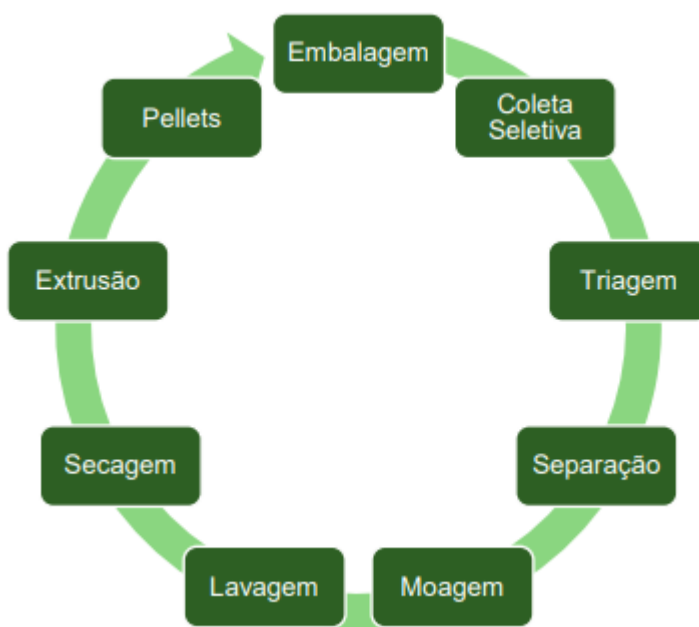 Embalagem
Coleta
Seletiva
Triagem
Separação
Moagem
Lavagem
Secagem
Extrusão
Pellets